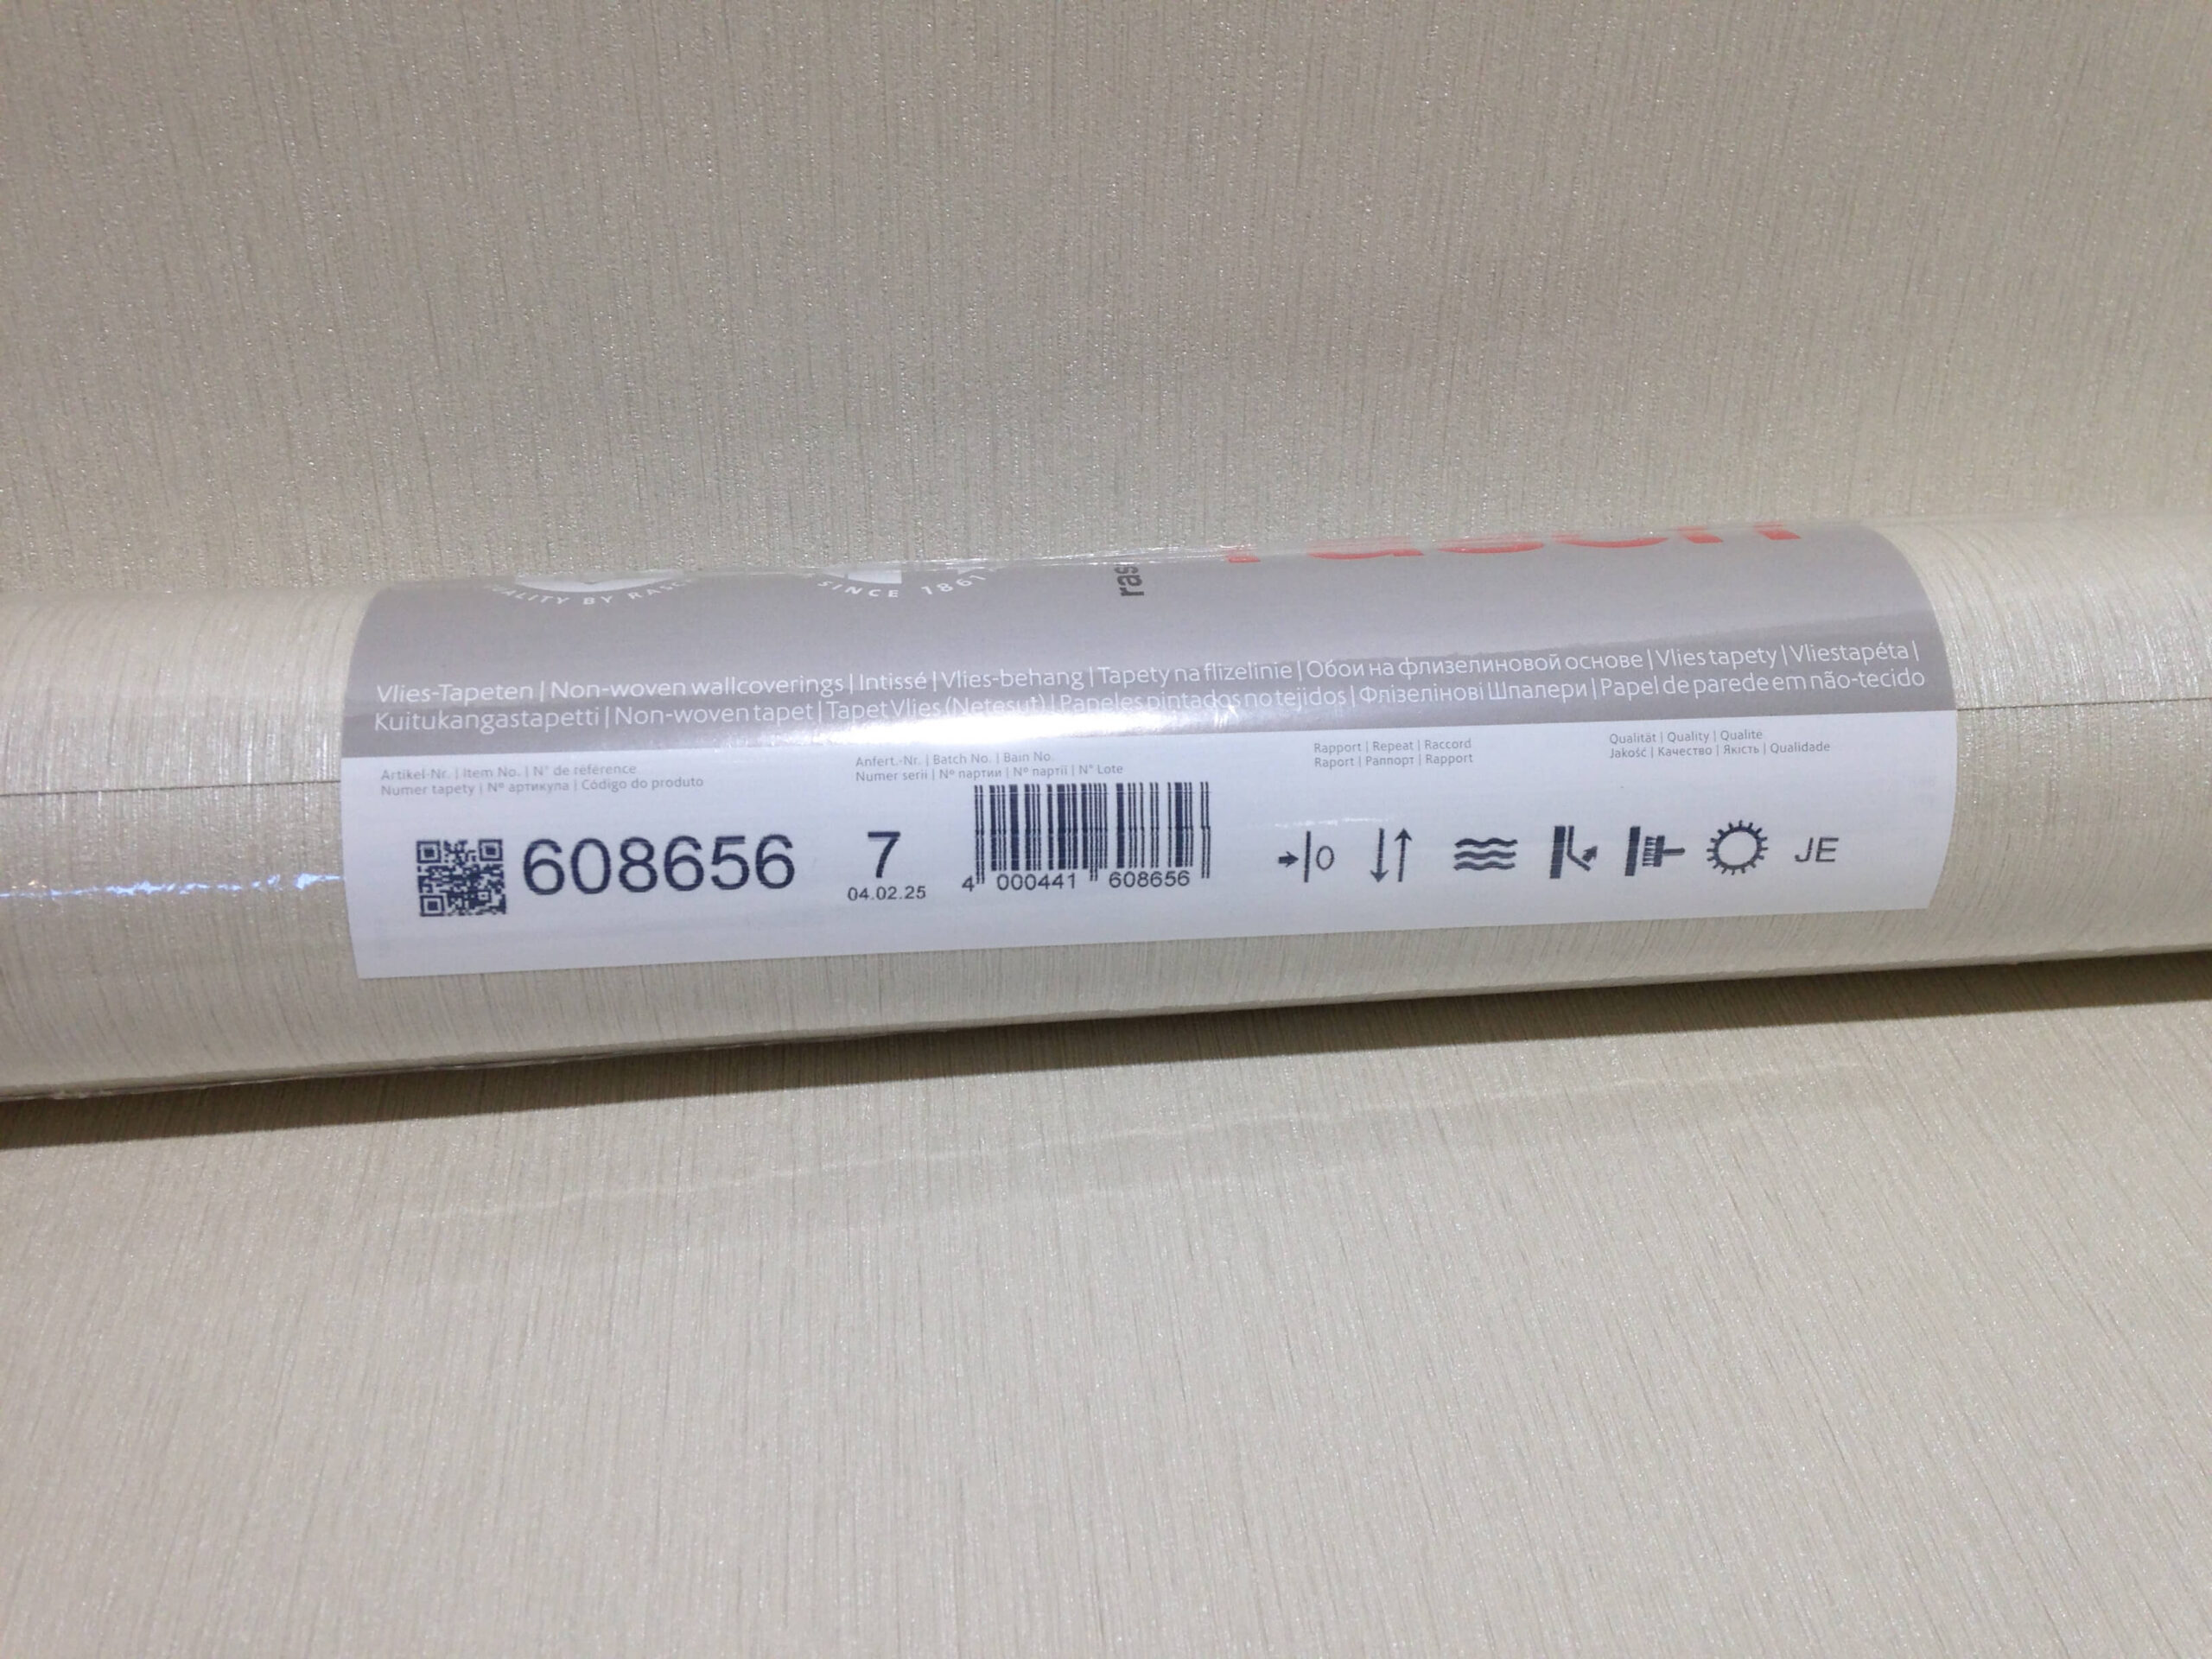 QUALITY BY RASCH
SINCE 1861
Vlies-Tapeten | Non-woven wallcoverings | Intissé | Vlies-behang | Tapety na flizelinie | Обои на флизелиновой основе | Vlies tapety | Vliestapéta |
Kuitukangastapetti | Non-woven tapet | Tapet Vlies (Netesut) | Papeles pintados no tejidos | Флізелінові Шпалери | Papel de parede em não-tecido
Artikel-Nr. | Item No. | N° de référence
Numer tapety | Nº артикула | Código do produto
Anfert.-Nr. | Batch No. | Bain No.
Numer serii | Nº партии | Nº партії | N° Lote
Rapport | Repeat | Raccord
Raport | Раппорт | Rapport
Qualität | Quality | Qualite
Jakość | Качество | Якість | Qualidade
608656
7
04.02.25
4 000441 608656
0
JE